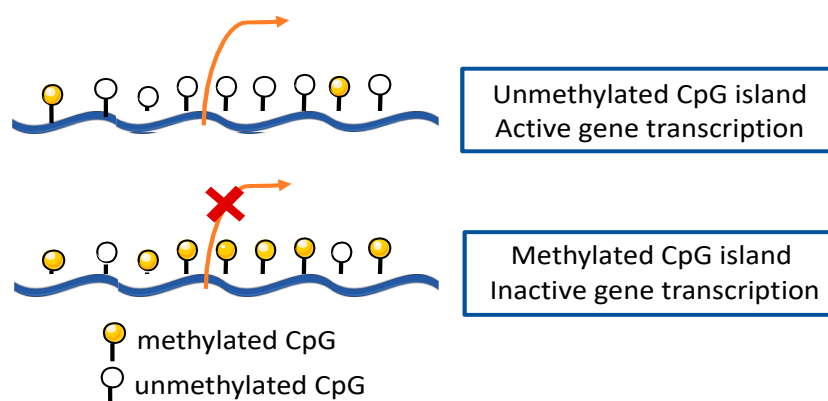 Unmethylated CpG island
Active gene transcription
Methylated CpG island
Inactive gene transcription
methylated CpG
unmethylated CpG